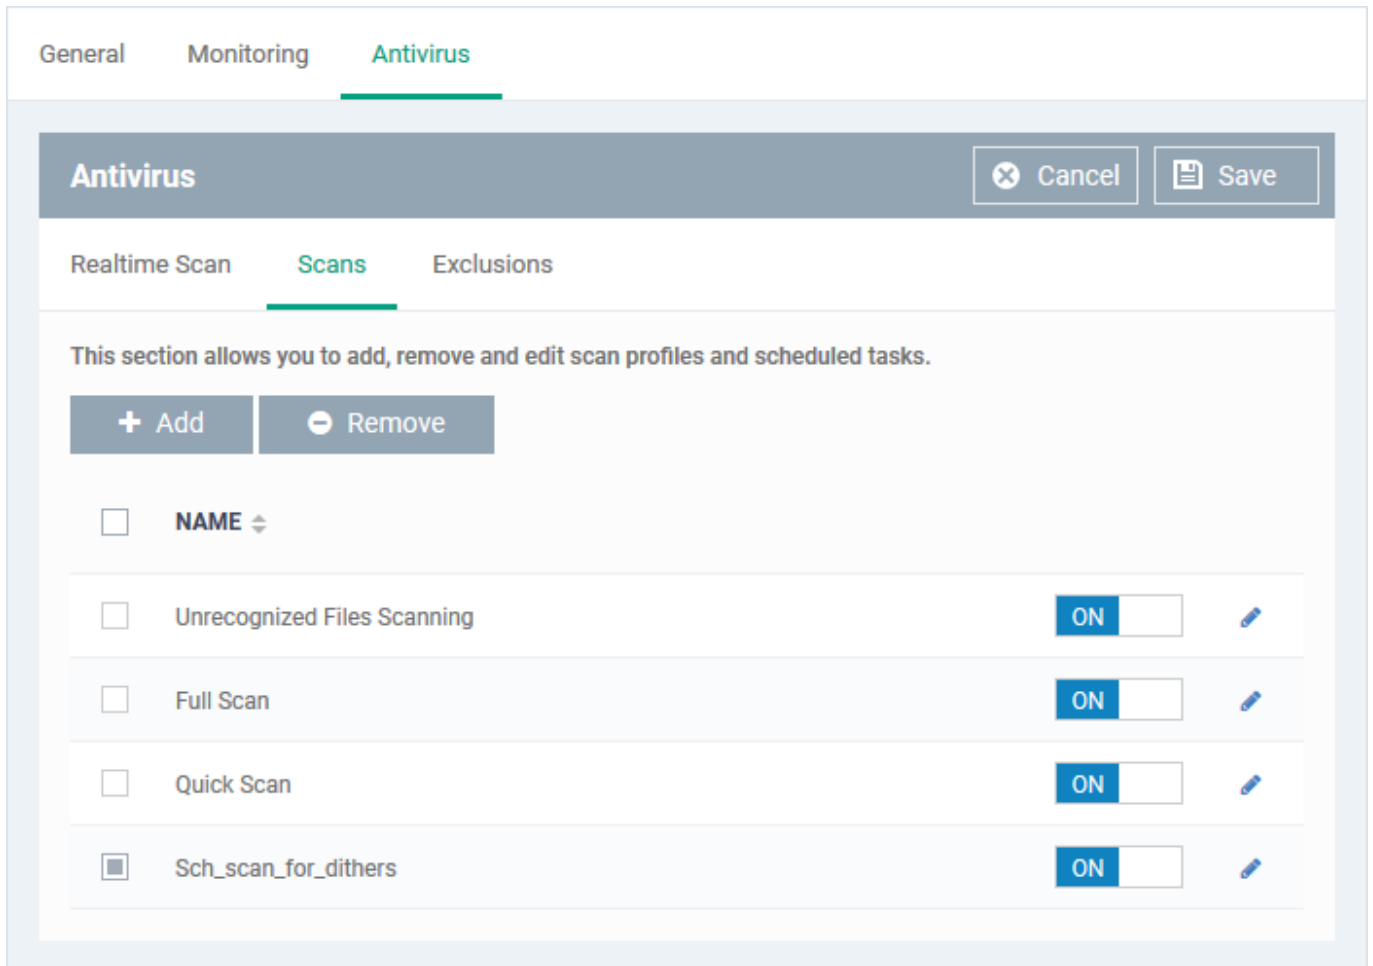 General Monitoring Antivirus
Antivirus Cancel Save
Realtime Scan Scans Exclusions
This section allows you to add, remove and edit scan profiles and scheduled tasks.
Add Remove
NAME
Unrecognized Files Scanning ON
Full Scan ON
Quick Scan ON
Sch_scan_for_dithers ON